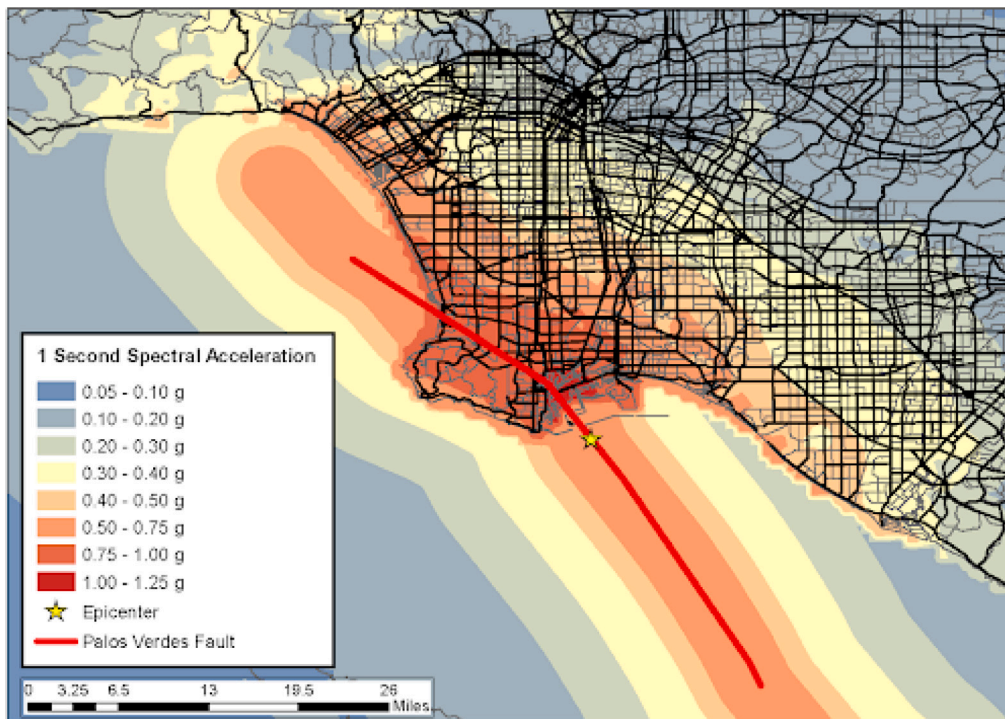 1 Second Spectral Acceleration
0.05 - 0.10 g
0.10 - 0.20 g
0.20 - 0.30 g
0.30 - 0.40 g
0.40 - 0.50 g
0.50 - 0.75 g
0.75 - 1.00 g
1.00 - 1.25 g
Epicenter
Palos Verdes Fault
0 3.25 6.5 13 19.5 26
Miles